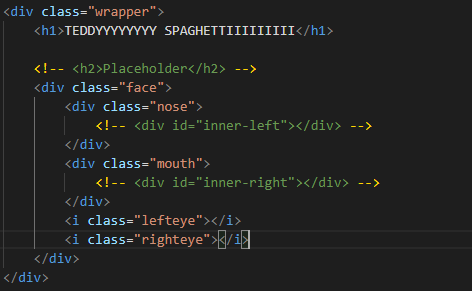 <div class="wrapper">
<h1>TEDDYYYYYYYY SPAGHETTIIIIIIIIII</h1>
<!-- <h2>Placeholder</h2> -->
<div class="face">
<div class="nose">
<!-- <div id="inner-left"></div> -->
</div>
<div class="mouth">
<!-- <div id="inner-right"></div> -->
</div>
<i class="lefteye"></i>
<i class="righteye"></i>
</div>
</div>